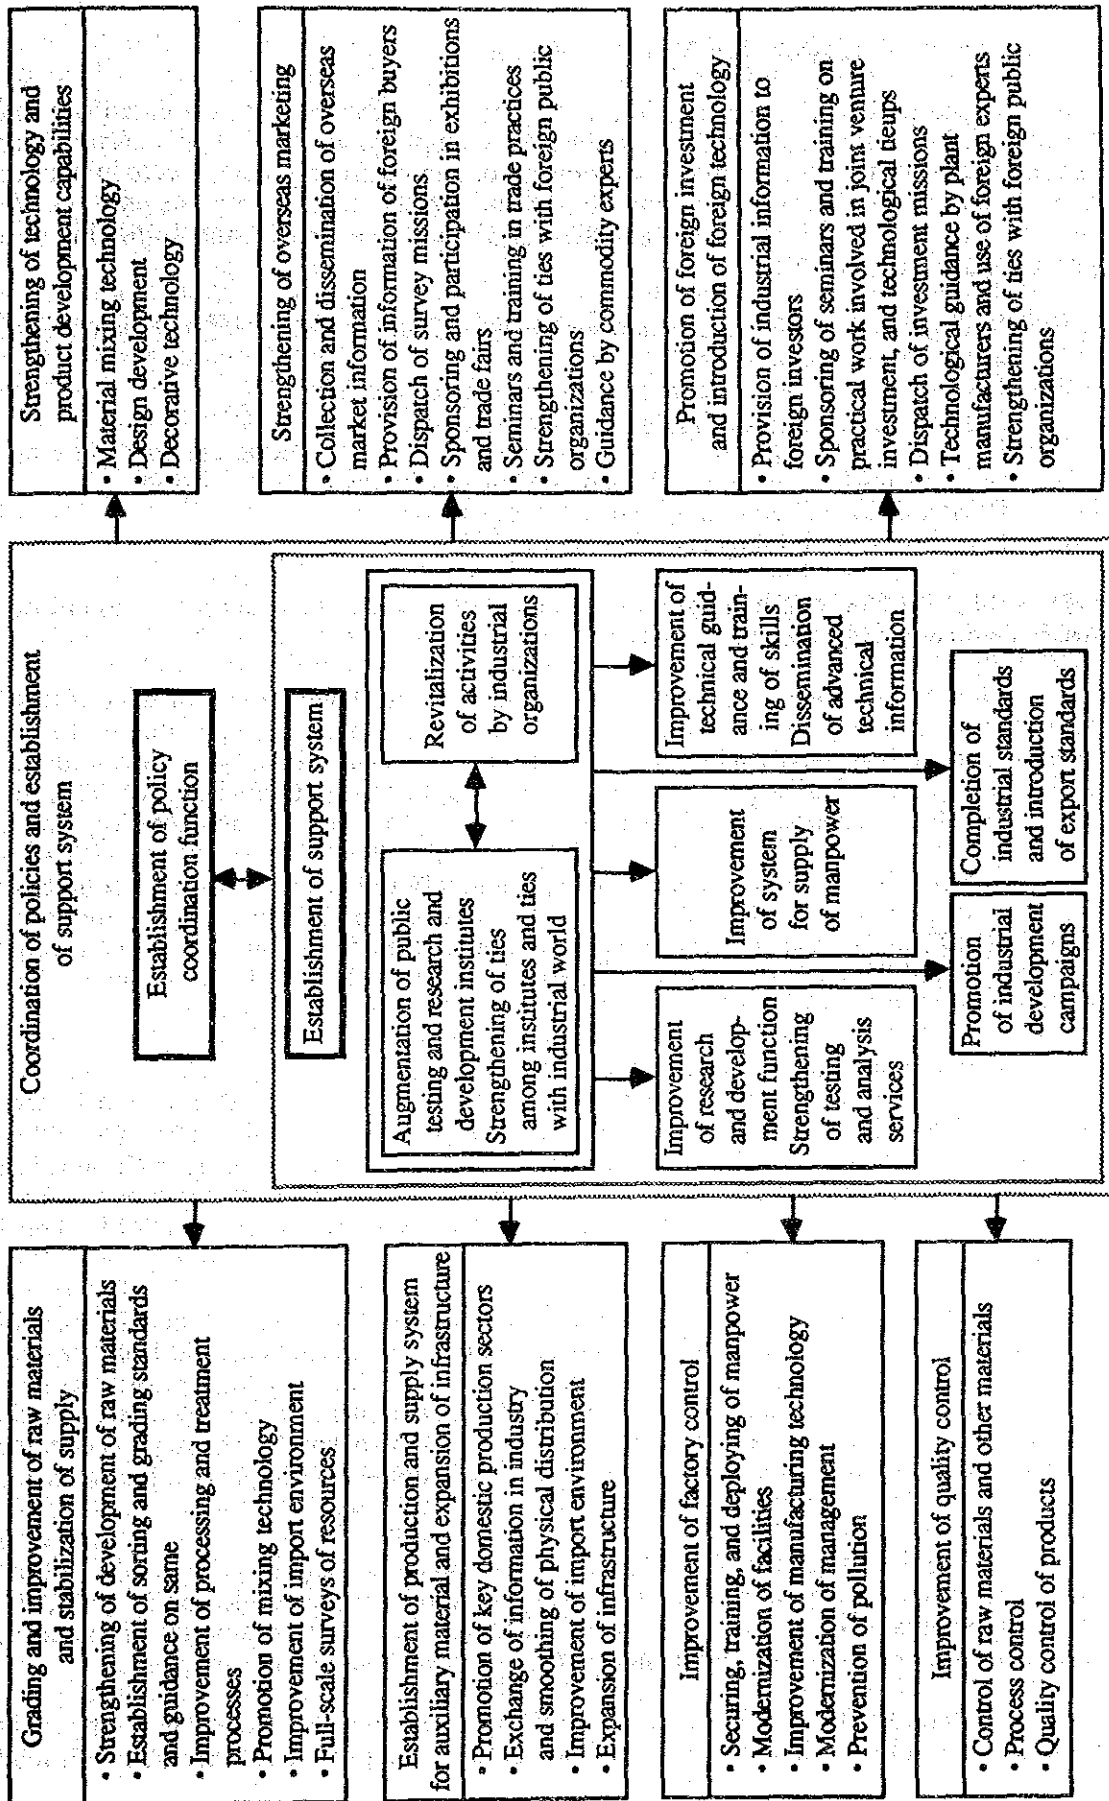 Grading and improvement of raw materials
and stabilization of supply
• Strengthening of development of raw materials
• Establishment of soring and grading standards
and guidance on same
• Improvement of processing and treatment
processes
• Promotion of mixing technology
• Improvement of import environment
• Full-scale surveys of resources
Establishment of production and supply system
for auxiliary material and expansion of infrastructure
• Promotion of key domestic production sectors
• Exchange of information in industry
and smoothing of physical distribution
• Improvement of import environment
• Expansion of infrastructure
Improvement of factory control
• Securing, training, and deploying of manpower
• Modernization of facilities
• Improvement of manufacturing technology
• Modernization of management
• Prevention of pollution
Improvement of quality control
• Control of raw materials and other materials
• Process control
• Quality control of products
Coordination of policies and establishment
of support system
Establishment of policy
coordination function
Establishment of support system
Augmentation of public
testing and research and
development institutes
Strengthening of ties
among institutes and ties
with industrial world
Revitalization
of activities
by industrial
organizations
Improvement
of research
and develop-
ment function
Strengthening
of testing
and analysis
services
Improvement
of system
for supply
of manpower
Improvement of
technical guid-
ance and train-
ing of skills
Dissemination
of advanced
technical
information
Promotion
of industrial
development
campaigns
Completion of
industrial standards
and introduction
of export standards
Strengthening of technology and
product development capabilities
• Material mixing technology
• Design development
• Decorative technology
Strengthening of overseas marketing
• Collection and dissemination of overseas
market information
• Provision of information of foreign buyers
• Dispatch of survey missions
• Sponsoring and participation in exhibitions
and trade fairs
• Seminars and training in trade practices
• Strengthening of ties with foreign public
organizations
• Guidance by commodity experts
Promotion of foreign investment
and introduction of foreign technology
• Provision of industrial information to
foreign investors
• Sponsoring of seminars and training on
practical work involved in joint venture
investment, and technological tieups
• Dispatch of investment missions
• Technological guidance by plant
manufacturers and use of foreign experts
• Strengthening of ties with foreign public
organizations